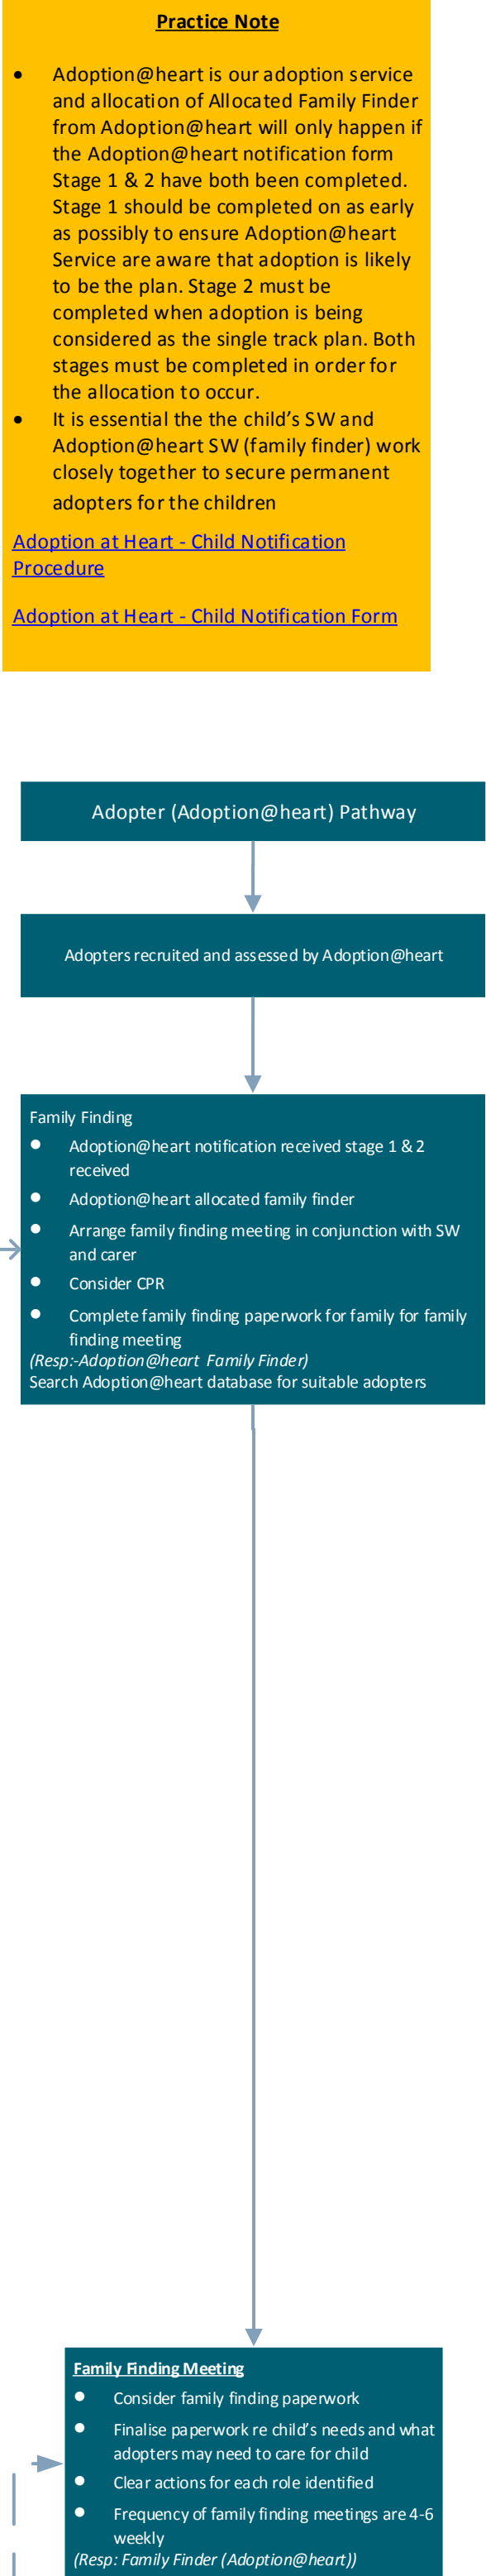 Practice Note
• Adoption@heart is our adoption service
and allocation of Allocated Family Finder
from Adoption@heart will only happen if
the Adoption@heart notification form
Stage 1 & 2 have both been completed.
Stage 1 should be completed on as early
as possibly to ensure Adoption@heart
Service are aware that adoption is likely
to be the plan. Stage 2 must be
completed when adoption is being
considered as the single track plan. Both
stages must be completed in order for
the allocation to occur.
• It is essential the the child's SW and
Adoption@heart SW (family finder) work
closely together to secure permanent
adopters for the children
Adoption at Heart - Child Notification
Procedure
Adoption at Heart - Child Notification Form
Adopter (Adoption@heart) Pathway
Adopters recruited and assessed by Adoption@heart
Family Finding
• Adoption@heart notification received stage 1 & 2
received
• Adoption@heart allocated family finder
• Arrange family finding meeting in conjunction with SW
and carer
• Consider CPR
• Complete family finding paperwork for family for family
finding meeting
(Resp:-Adoption@heart Family Finder)
Search Adoption@heart database for suitable adopters
Family Finding Meeting
• Consider family finding paperwork
• Finalise paperwork re child's needs and what
adopters may need to care for child
• Clear actions for each role identified
• Frequency of family finding meetings are 4-6
weekly
(Resp: Family Finder (Adoption@heart))